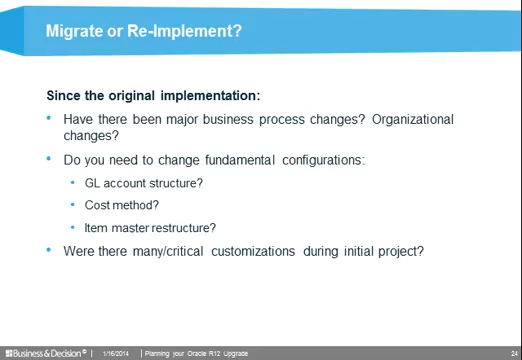 Migrate or Re-Implement?
Since the original implementation:
• Have there been major business process changes? Organizational
changes?
• Do you need to change fundamental configurations:
• GL account structure?
• Cost method?
• Item master restructure?
• Were there many/critical customizations during initial project?
Business & Decision © | 1/16/2014 | Planning your Oracle R12 Upgrade 24